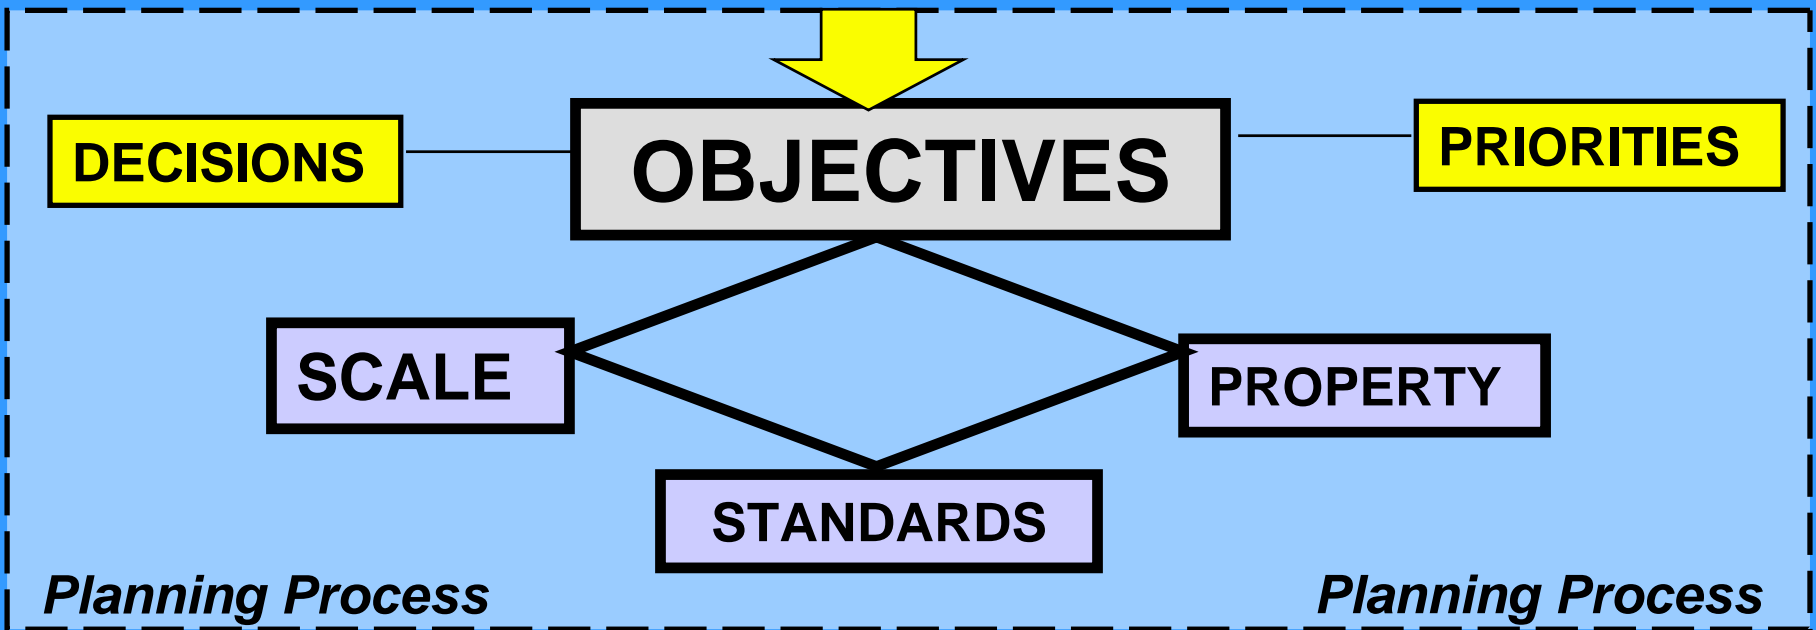 DECISIONS
OBJECTIVES
PRIORITIES
SCALE
PROPERTY
STANDARDS
Planning Process
Planning Process